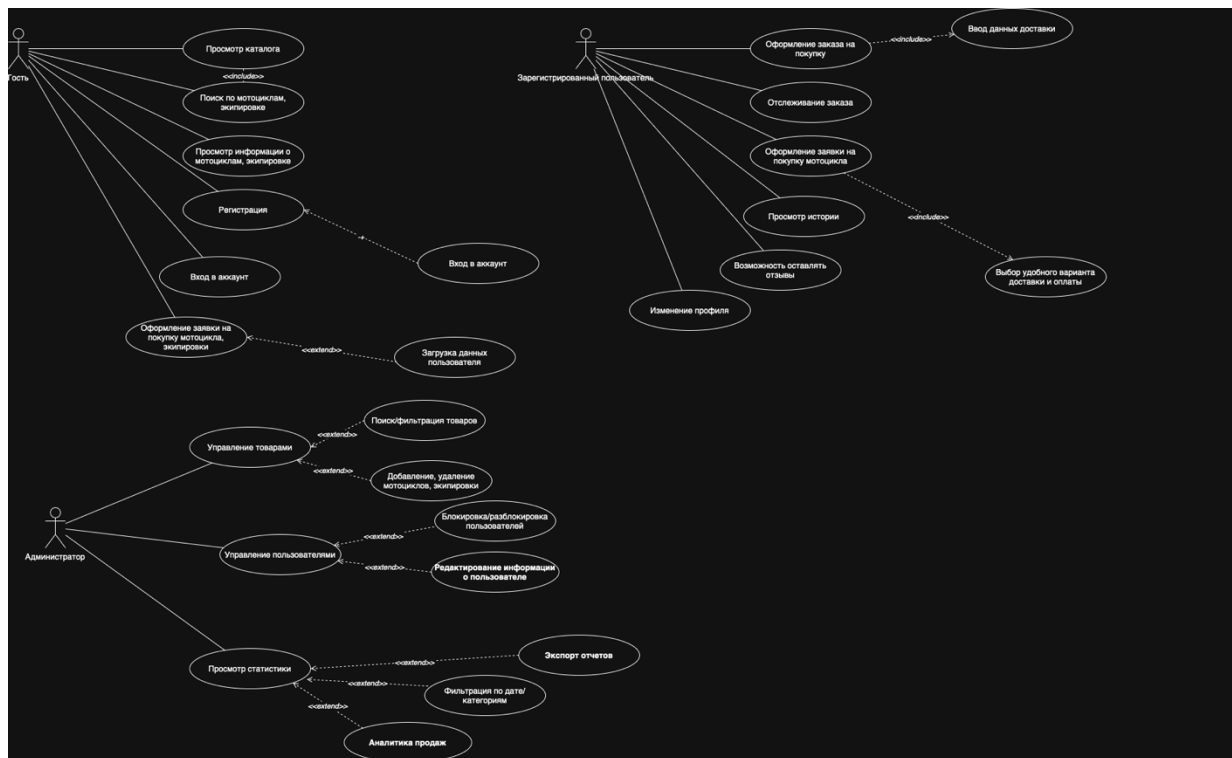 Гость
Просмотр каталога
<<include>>
Поиск по мотоциклам,
экипировке
Просмотр информации о
мотоциклам, экипировке
Регистрация
Вход в аккаунт
Вход в аккаунт
Оформление заявки на
покупку мотоцикла,
экипировки
<<extend>>
Загрузка данных
пользователя
Зарегистрированный пользователь
Оформление заказа на
покупку
<<include>>
Ввод данных доставки
Отслеживание заказа
Оформление заявки на
покупку мотоцикла
<<include>>
Просмотр истории
Возможность оставлять
отзывы
Выбор удобного варианта
доставки и оплаты
Изменение профиля
Администратор
Управление товарами
<<extend>>
Поиск/фильтрация товаров
<<extend>>
Добавление, удаление
мотоциклов, экипировки
Управление пользователями
<<extend>>
Блокировка/разблокировка
пользователей
<<extend>>
Редактирование информации
о пользователе
Просмотр статистики
<<extend>>
Экспорт отчетов
<<extend>>
Фильтрация по дате/
категориям
<<extend>>
Аналитика продаж